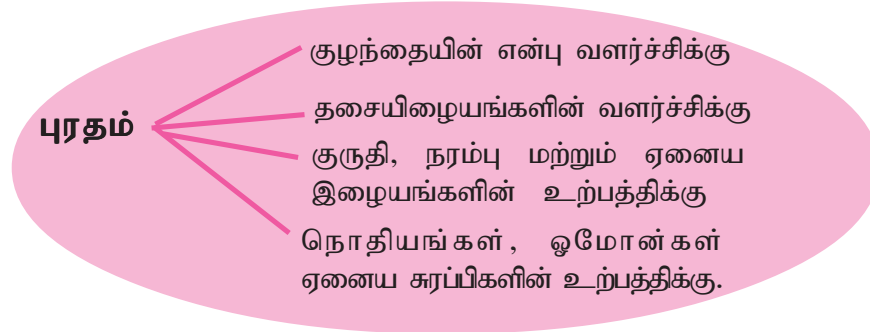 குழந்தையின் என்பு வளர்ச்சிக்கு
புரதம்
தசையிழையங்களின் வளர்ச்சிக்கு
குருதி, நரம்பு மற்றும் ஏனைய
இழையங்களின் உற்பத்திக்கு
நொதியங்கள், ஓமோன்கள்
ஏனைய சுரப்பிகளின் உற்பத்திக்கு.